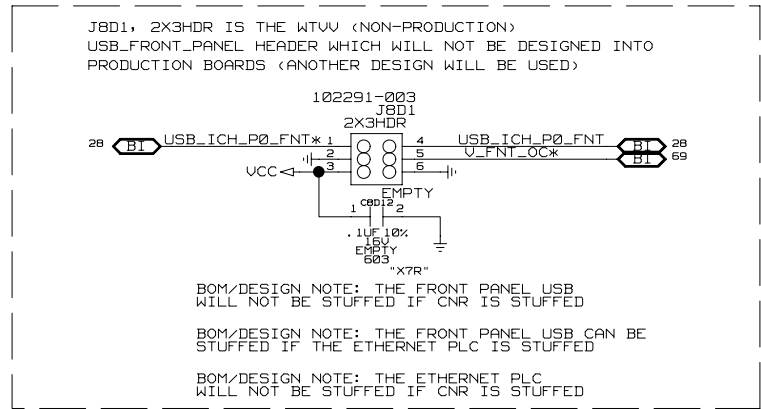 J8D1, 2X3HDR IS THE WTVV (NON-PRODUCTION)
USB_FRONT_PANEL HEADER WHICH WILL NOT BE DESIGNED INTO
PRODUCTION BOARDS (ANOTHER DESIGN WILL BE USED)
102291-003
J8D1
2X3HDR
28 BI USB_ICH_P0_FNT* 1 4 USB_ICH_P0_FNT BI 28
2 5 V_FNT_OC* BI 69
VCC 3 6
EMPTY
1 C8D12 2
.1UF 10%
16V
EMPTY
603
"X7R"
BOM/DESIGN NOTE: THE FRONT PANEL USB
WILL NOT BE STUFFED IF CNR IS STUFFED
BOM/DESIGN NOTE: THE FRONT PANEL USB CAN BE
STUFFED IF THE ETHERNET PLC IS STUFFED
BOM/DESIGN NOTE: THE ETHERNET PLC
WILL NOT BE STUFFED IF CNR IS STUFFED